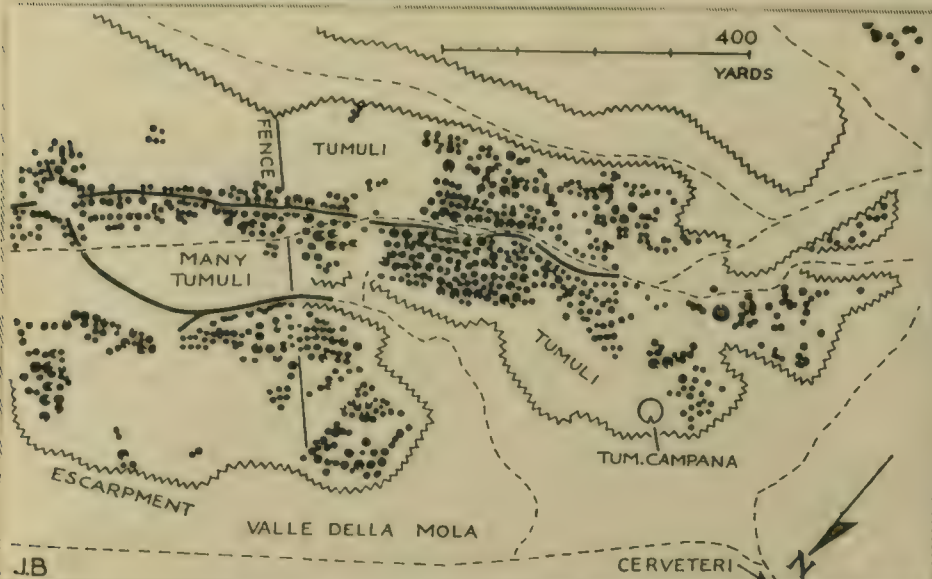 400
YARDS
FENCE
TUMULI
MANY
TUMULI
TUMULI
TUM. CAMPANA
ESCARPMENT
VALLE DELLA MOLA
CERVETERI
N
J.B